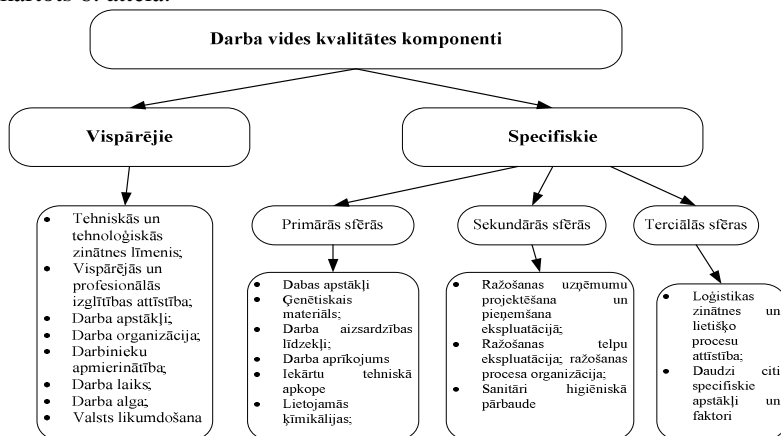 Darba vides kvalitātes komponenti
Vispārējie
Specifiskie
• Tehniskās un
tehnoloģiskās
zinātnes līmenis;
• Vispārējās un
profesionālās
izglītības attīstība;
• Darba apstākļi;
• Darba organizācija;
• Darbinieku
apmierinātība;
• Darba laiks;
• Darba alga;
• Valsts likumdošana
Primārās sfērās
• Dabas apstākļi
• Ģenētiskais
materiāls;
• Darba aizsardzības
līdzekļi;
• Darba aprīkojums
• Iekārtu tehniskā
apkope
• Lietojamās
ķīmikālijas;
Sekundārās sfērās
• Ražošanas uzņēmumu
projektēšana un
pieņemšana
ekspluatācijā;
• Ražošanas telpu
ekspluatācija; ražošanas
procesa organizācija;
• Sanitāri higiēniskā
pārbaude
Terciālās sfēras
• Loģistikas
zinātnes un
lietišķo
procesu
attīstība;
• Daudzi citi
specifiskie
apstākļi un
faktori